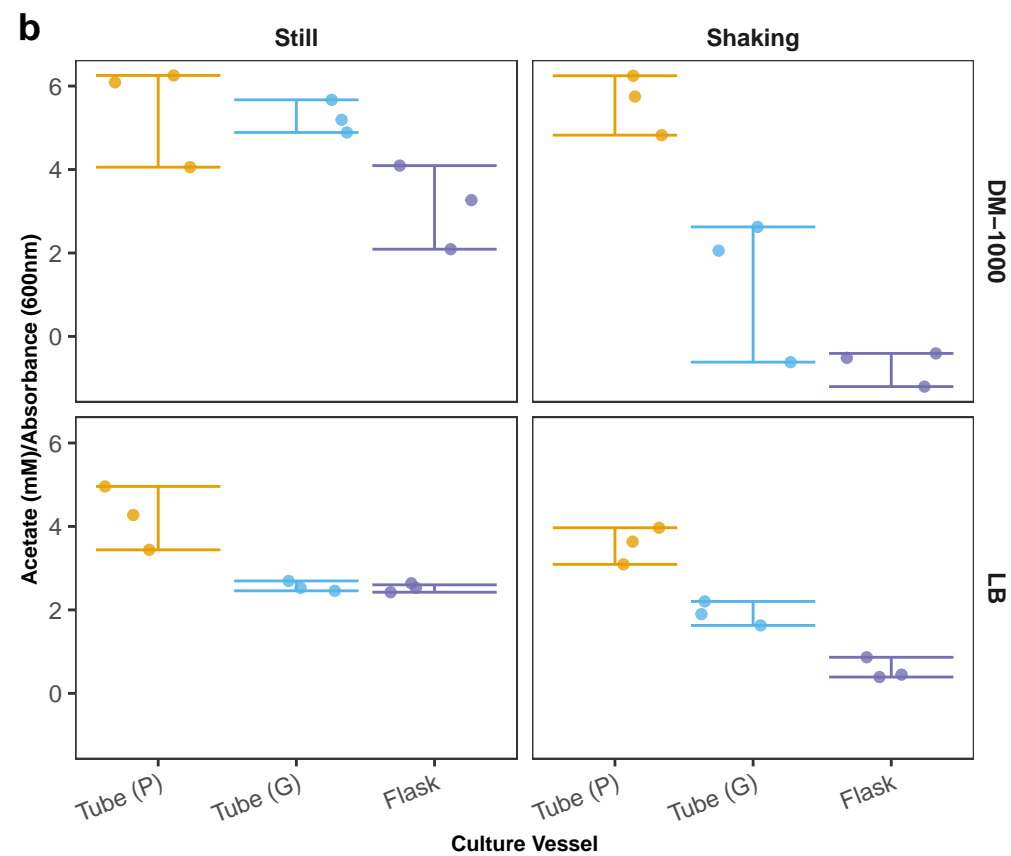 b
Still
Shaking
Acetate (mM)/Absorbance (600nm)
6
4
2
0
DM−1000
6
4
2
0
LB
Tube (P)
Tube (G)
Flask
Tube (P)
Tube (G)
Flask
Culture Vessel